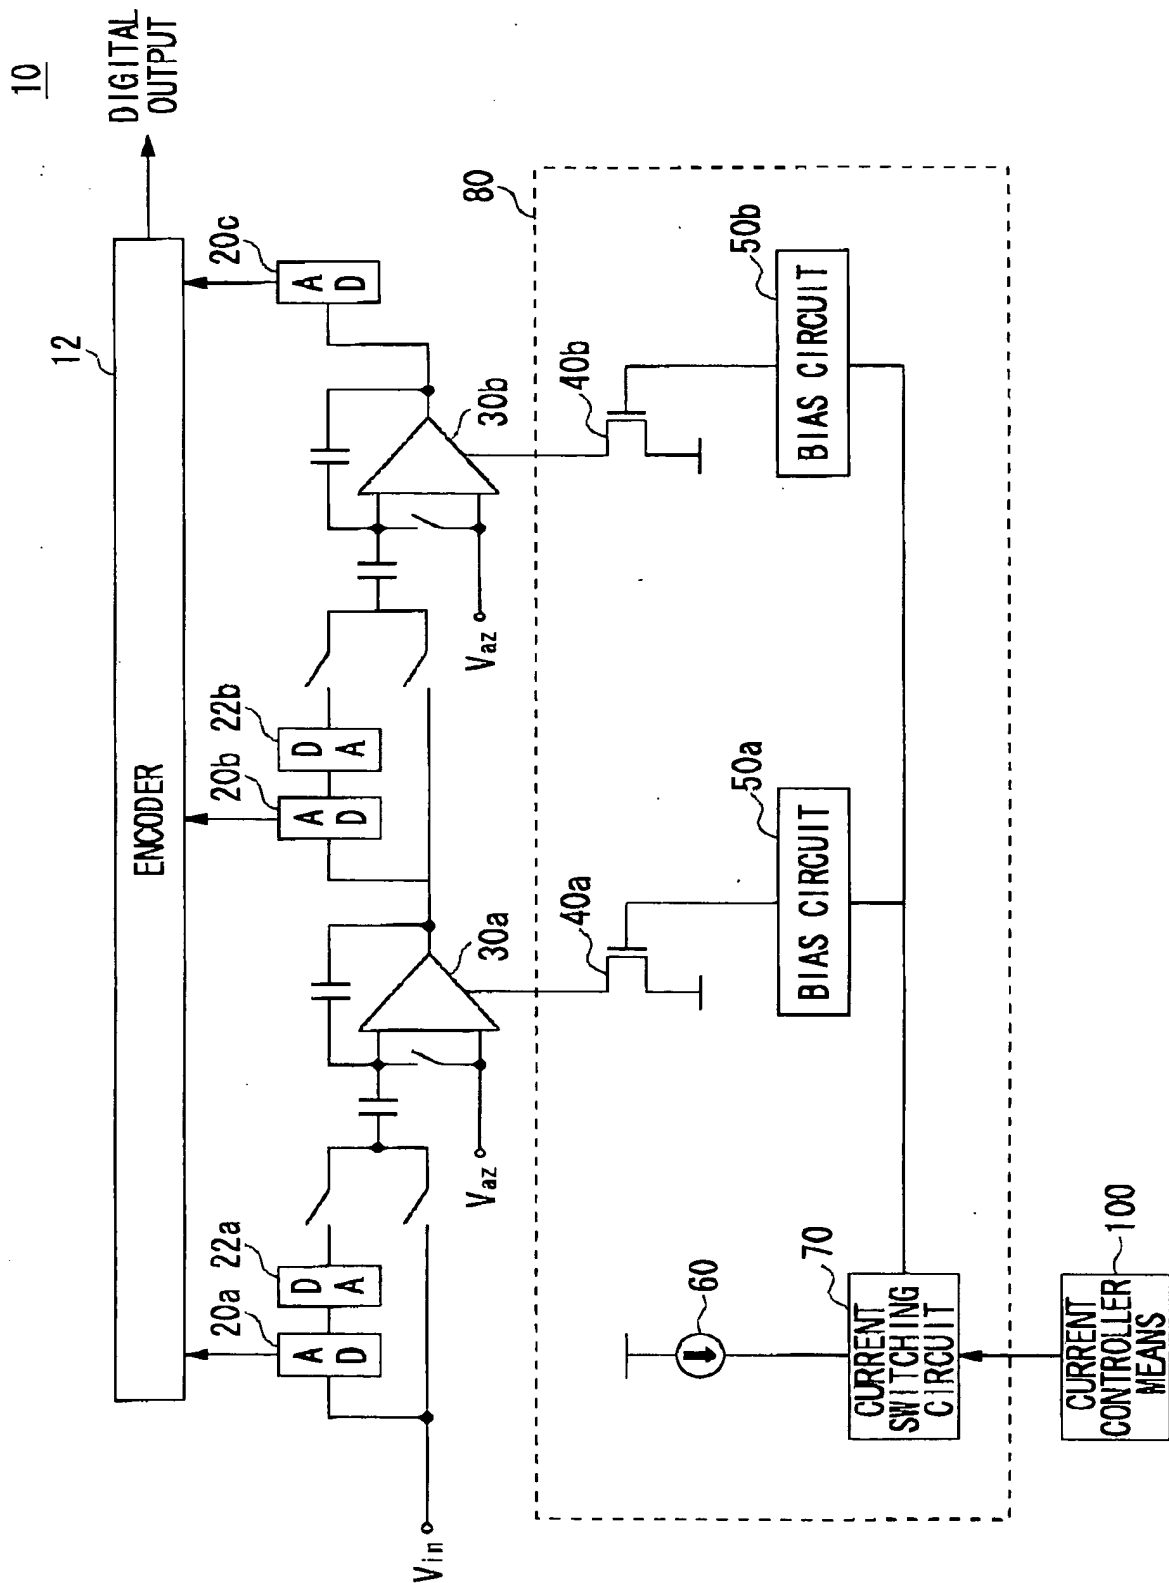 10
DIGITAL
OUTPUT
12
ENCODER
20a
22a
20b
22b
20c
A
D
D
A
A
D
D
A
A
D
Vin
Vaz
30a
Vaz
30b
80
40a
40b
60
50a
50b
70
CURRENT
SWITCHING
CIRCUIT
BIAS CIRCUIT
BIAS CIRCUIT
100
CURRENT
CONTROLLER
MEANS